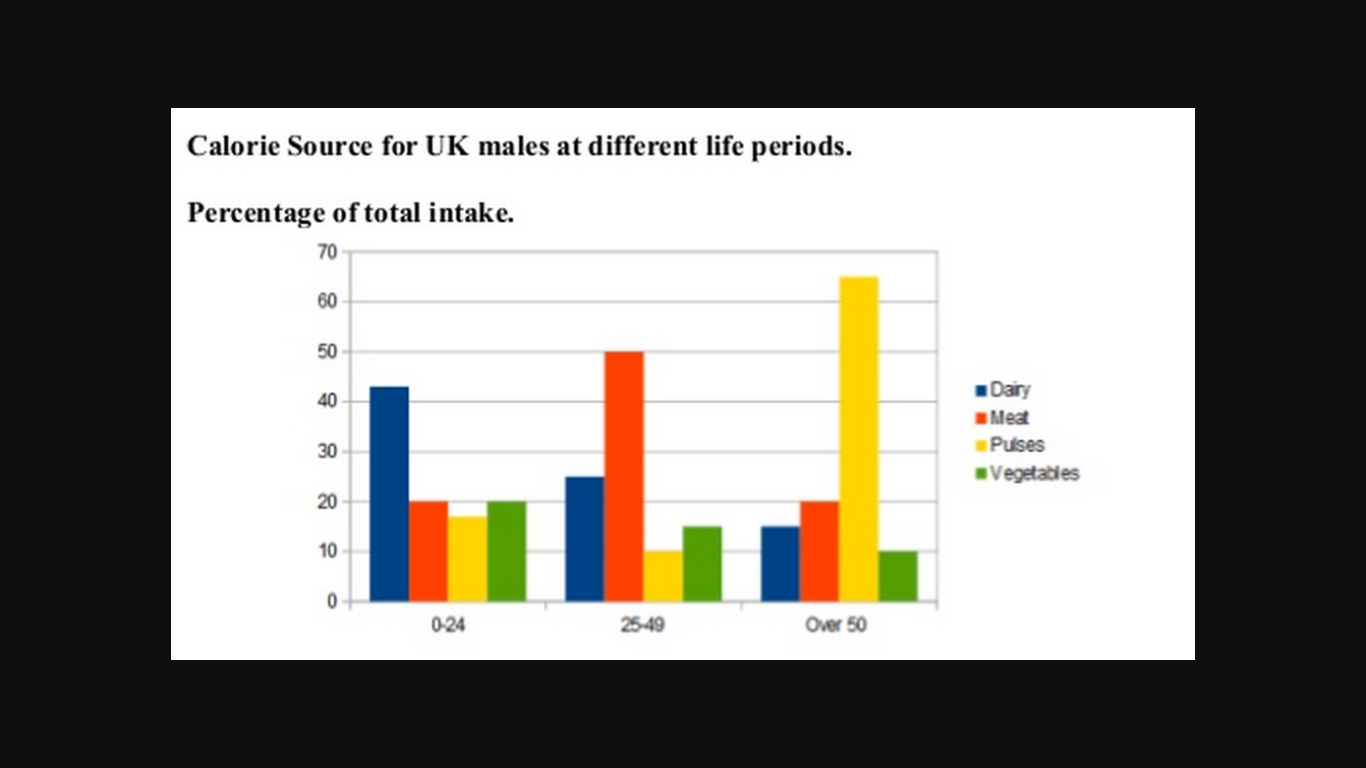 Calorie Source for UK males at different life periods.
Percentage of total intake.
70
60
50
40
30
20
10
0
0-24 25-49 Over 50
Dairy
Meat
Pulses
Vegetables